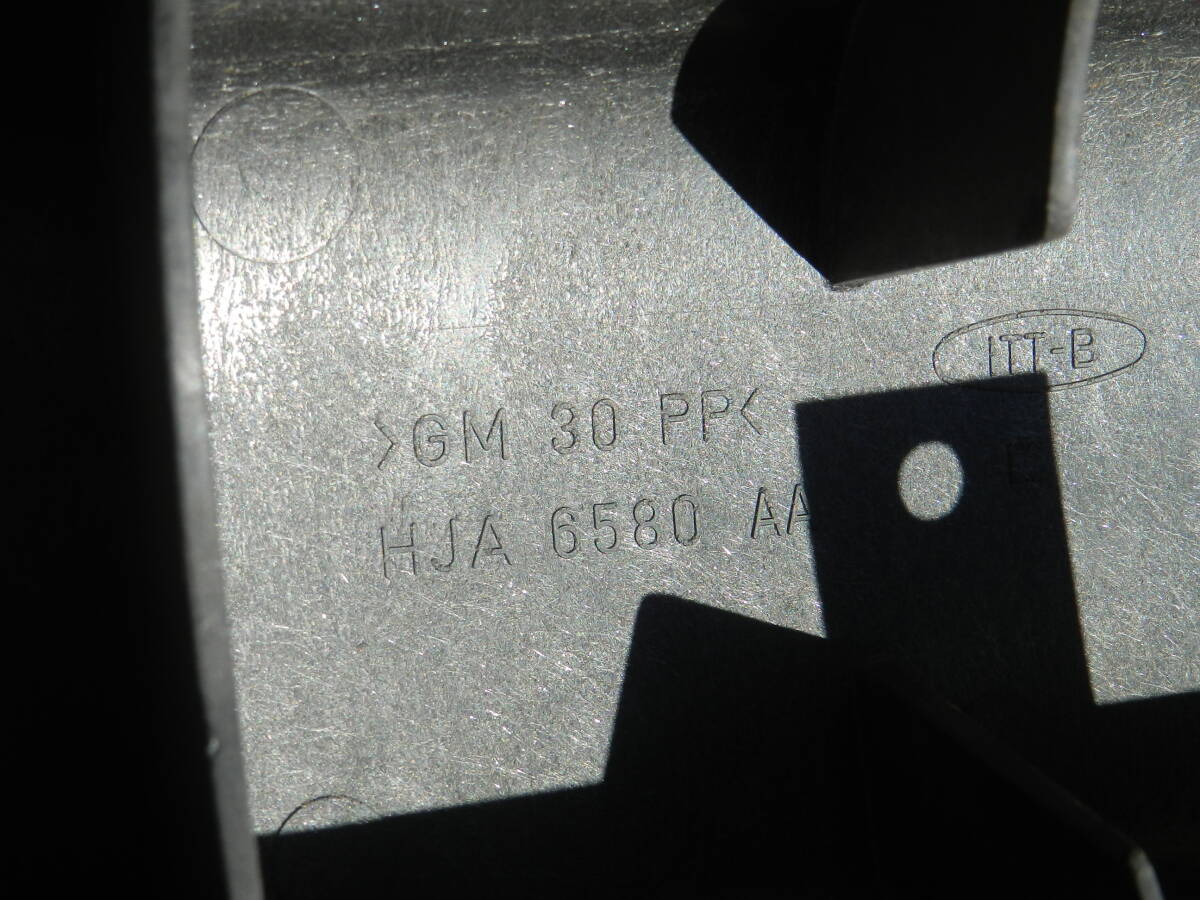 ITT-B
>GM 30 PP<
HJA 6580 AA